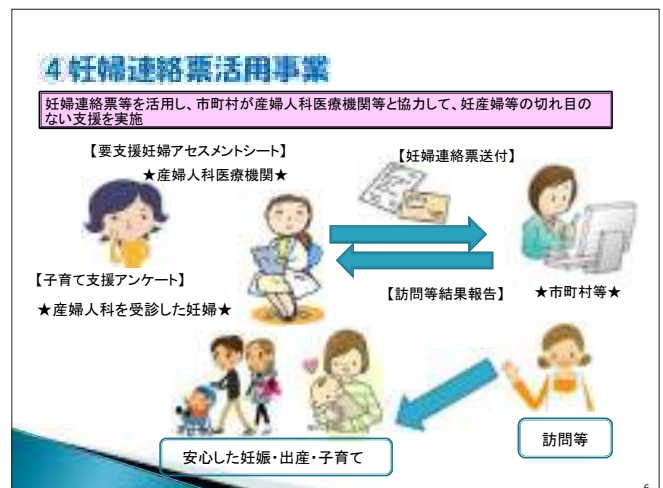 4 妊婦連絡票活用事業
妊婦連絡票等を活用し、市町村が産婦人科医療機関等と協力して、妊産婦等の切れ目の
ない支援を実施
【要支援妊婦アセスメントシート】
★産婦人科医療機関★
【妊婦連絡票送付】
【子育て支援アンケート】
★産婦人科を受診した妊婦★
【訪問等結果報告】
★市町村等★
訪問等
安心した妊娠・出産・子育て
6